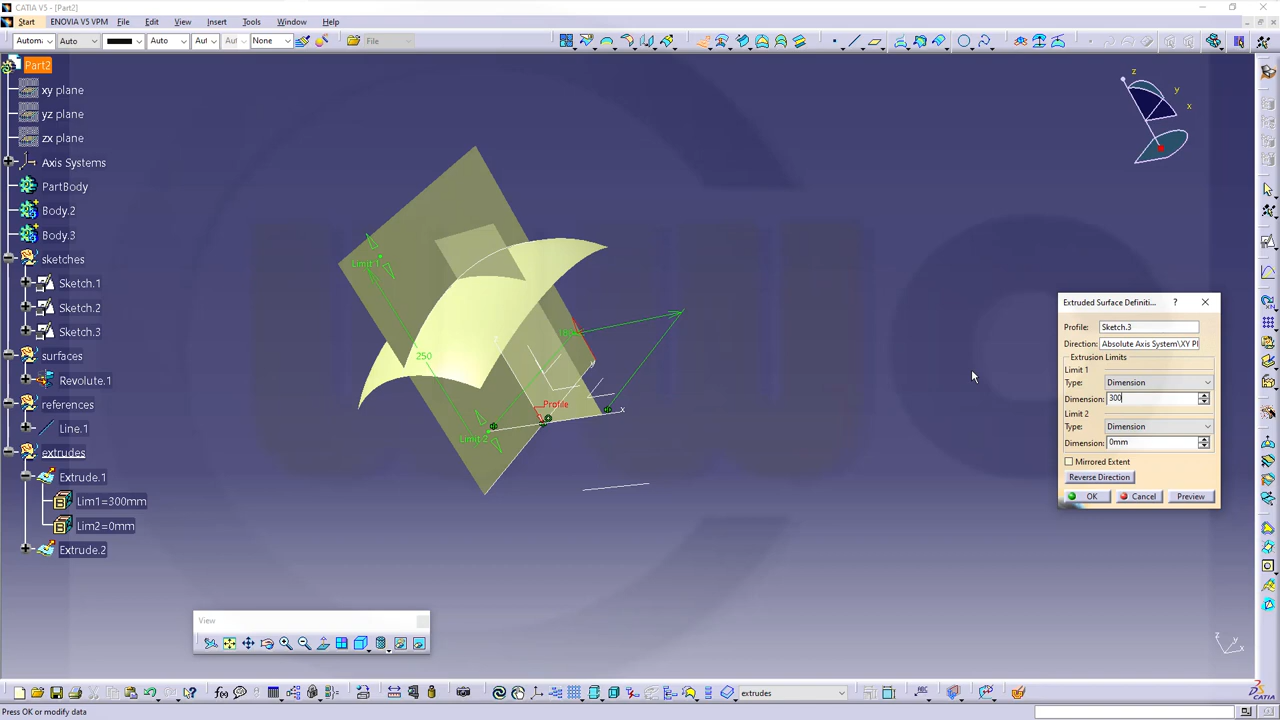 CATIA V5 - [Part2]
Start
ENOVIA V5 VPM
File
Edit
View
Insert
Tools
Window
Help
Autom
Auto
Auto
Aut
None
File
Part2
xy plane
yz plane
zx plane
Axis Systems
PartBody
Body.2
Body.3
sketches
Sketch.1
Sketch.2
Sketch.3
surfaces
Revolute.1
references
Line.1
extrudes
Extrude.1
Lim1=300mm
Lim2=0mm
Extrude.2
Limit 1
250
Limit 2
Profile
x
z
y
x
Extruded Surface Definiti...
?
Profile: Sketch.3
Direction: Absolute Axis System\XY Pl
Extrusion Limits
Limit 1
Type: Dimension
Dimension: 300
Limit 2
Type: Dimension
Dimension: 0mm
Mirrored Extent
Reverse Direction
OK
Cancel
Preview
View
z
y
x
f(x)
extrudes
Press OK or modify data
CATIA